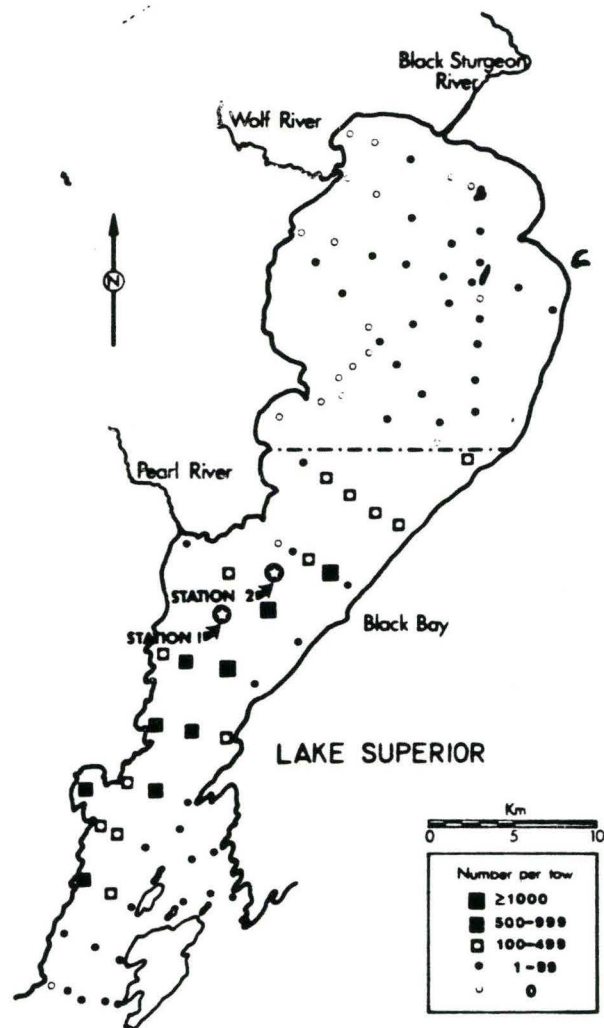 Black Sturgeon
River
Wolf River
N
Pearl River
STATION 2
STATION 1
Black Bay
LAKE SUPERIOR
Km
0 5 10
Number per tow
≥1000
500-999
100-499
1-99
0